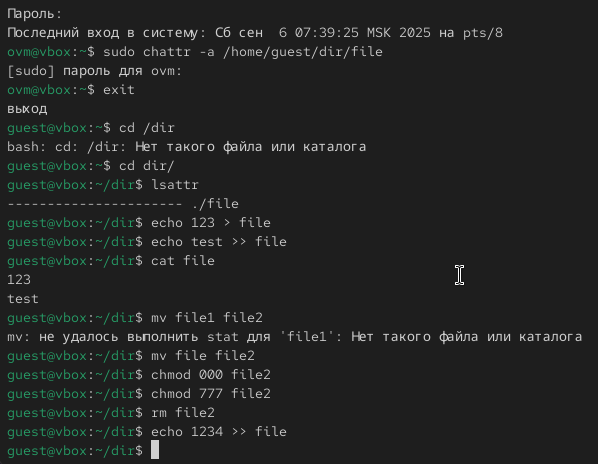 Пароль:
Последний вход в систему: Сб сен  6 07:39:25 MSK 2025 на pts/8
ovm@vbox:~$ sudo chattr -a /home/guest/dir/file
[sudo] пароль для ovm:
ovm@vbox:~$ exit
выход
guest@vbox:~$ cd /dir
bash: cd: /dir: Нет такого файла или каталога
guest@vbox:~$ cd dir/
guest@vbox:~/dir$ lsattr
---------------------- ./file
guest@vbox:~/dir$ echo 123 > file
guest@vbox:~/dir$ echo test >> file
guest@vbox:~/dir$ cat file
123
test
guest@vbox:~/dir$ mv file1 file2
mv: не удалось выполнить stat для 'file1': Нет такого файла или каталога
guest@vbox:~/dir$ mv file file2
guest@vbox:~/dir$ chmod 000 file2
guest@vbox:~/dir$ chmod 777 file2
guest@vbox:~/dir$ rm file2
guest@vbox:~/dir$ echo 1234 >> file
guest@vbox:~/dir$